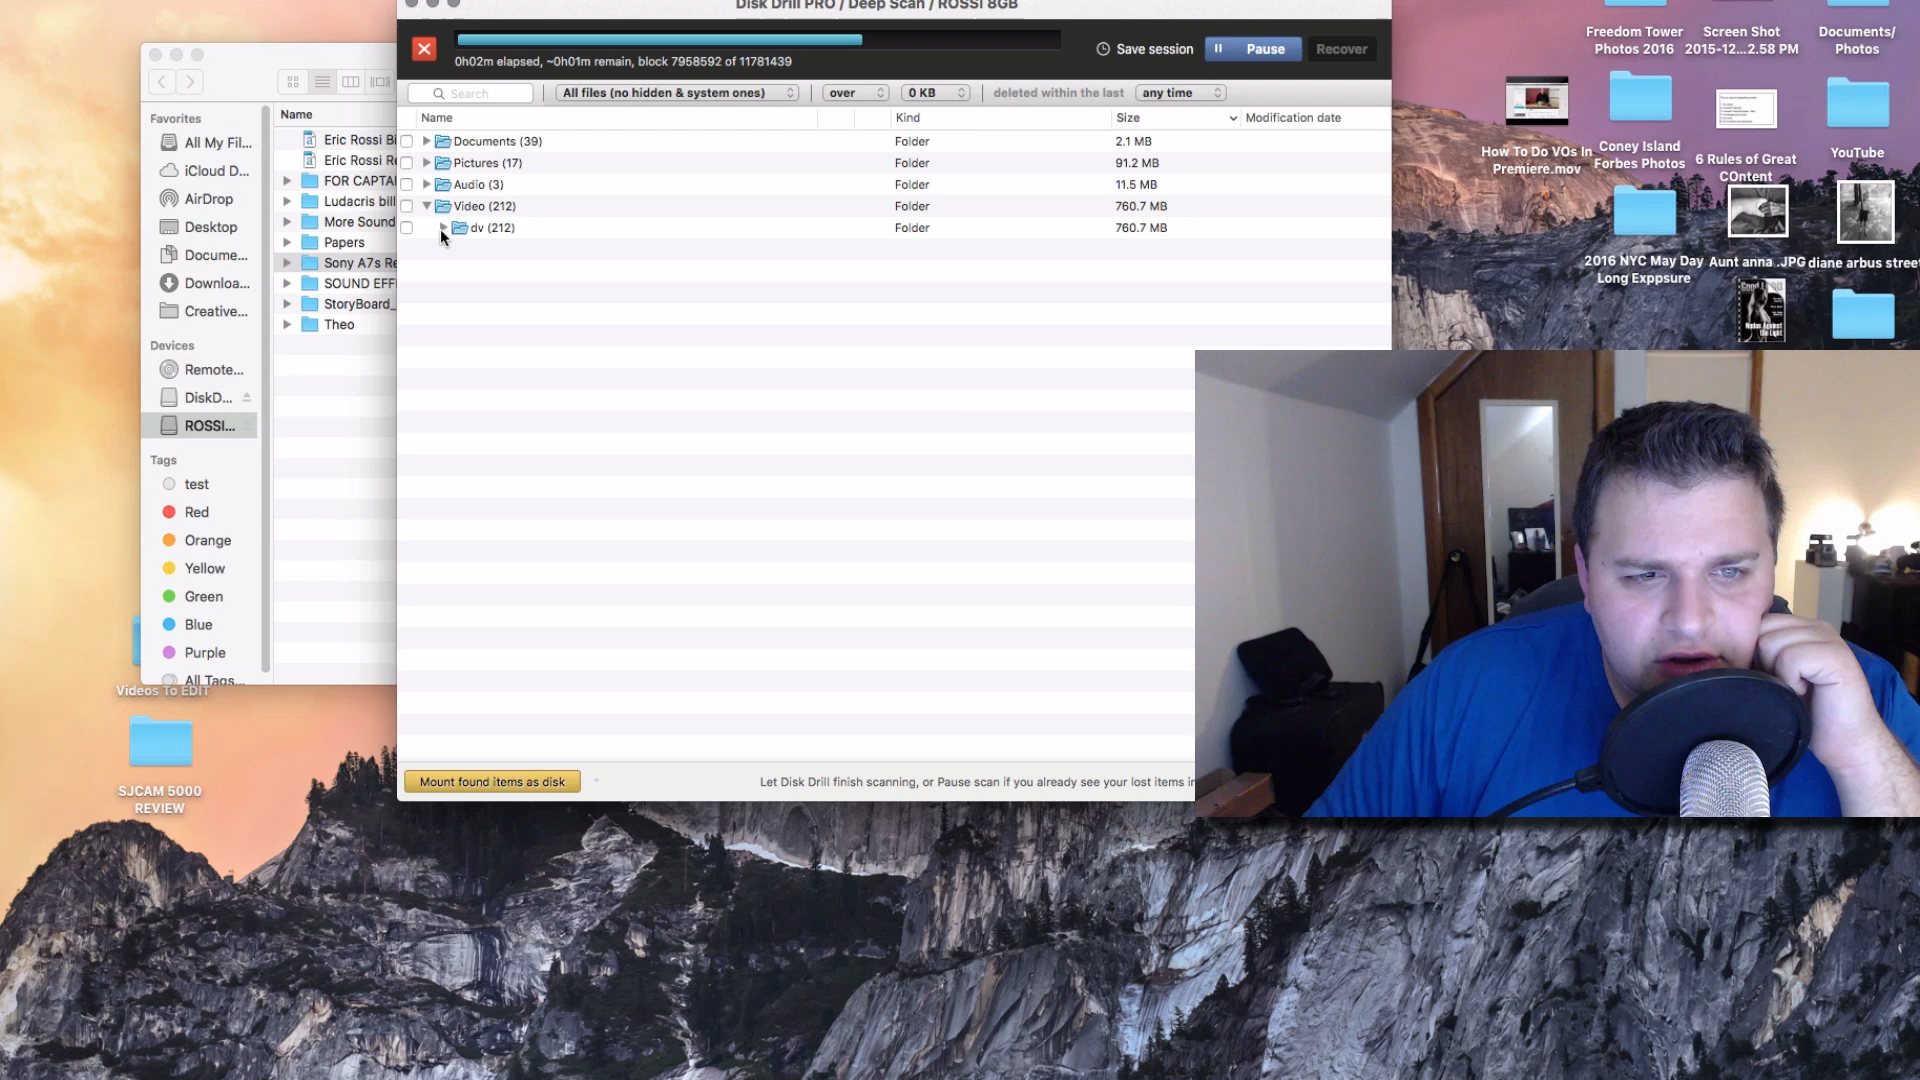 Disk Drill PRO / Deep Scan / ROSSI 8GB
0h02m elapsed, ~0h01m remain, block 7958592 of 11781439
Save session
Pause
Recover
Search
All files (no hidden & system ones)
over
0 KB
deleted within the last
any time
Name
Kind
Size
Modification date
Documents (39)
Folder
2.1 MB
Pictures (17)
Folder
91.2 MB
Audio (3)
Folder
11.5 MB
Video (212)
Folder
760.7 MB
dv (212)
Folder
760.7 MB
Mount found items as disk
Let Disk Drill finish scanning, or Pause scan if you already see your lost items in
Favorites
All My Fil...
iCloud D...
AirDrop
Desktop
Docume...
Downloa...
Creative...
Devices
Remote...
DiskD...
ROSSI...
Tags
test
Red
Orange
Yellow
Green
Blue
Purple
All Tags...
Name
Eric Rossi Bi
Eric Rossi Re
FOR CAPTAI
Ludacris bill
More Sound
Papers
Sony A7s Re
SOUND EFF
StoryBoard_
Theo
Videos To EDIT
SJCAM 5000
REVIEW
Freedom Tower
Photos 2016
Screen Shot
2015-12...2.58 PM
Documents/
Photos
How To Do VOs In
Premiere.mov
Coney Island
Forbes Photos
6 Rules of Great
COntent
YouTube
2016 NYC May Day
Long Exppsure
Aunt anna .JPG
diane arbus street
Nudes Against
the Light